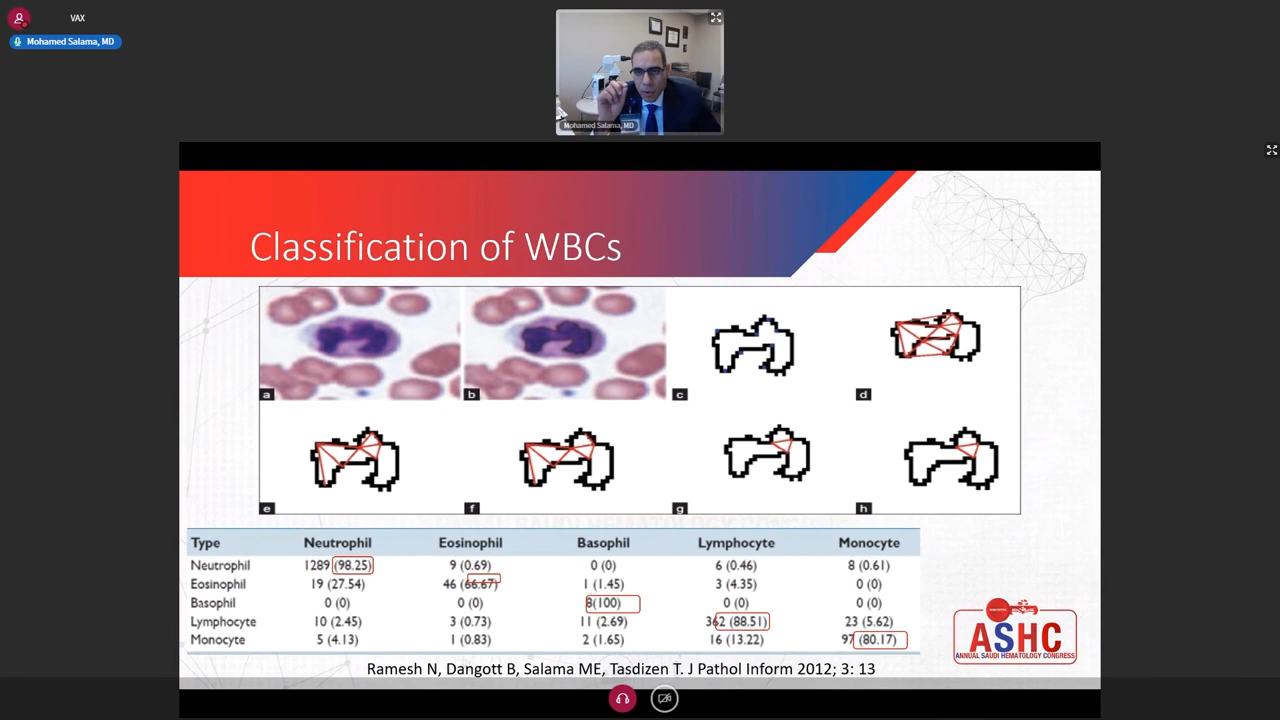 VAX
Mohamed Salama, MD
Mohamed Salama, MD
Classification of WBCs
a
b
c
d
e
f
g
h
Type Neutrophil Eosinophil Basophil Lymphocyte Monocyte
Neutrophil 1289 (98.25) 9 (0.69) 0 (0) 6 (0.46) 8 (0.61)
Eosinophil 19 (27.54) 46 (66.67) 1 (1.45) 3 (4.35) 0 (0)
Basophil 0 (0) 0 (0) 8(100) 0 (0) 0 (0)
Lymphocyte 10 (2.45) 3 (0.73) 11 (2.69) 362 (88.51) 23 (5.62)
Monocyte 5 (4.13) 1 (0.83) 2 (1.65) 16 (13.22) 97 (80.17)
ASHC
ANNUAL SAUDI HEMATOLOGY CONGRESS
Ramesh N, Dangott B, Salama ME, Tasdizen T. J Pathol Inform 2012; 3: 13